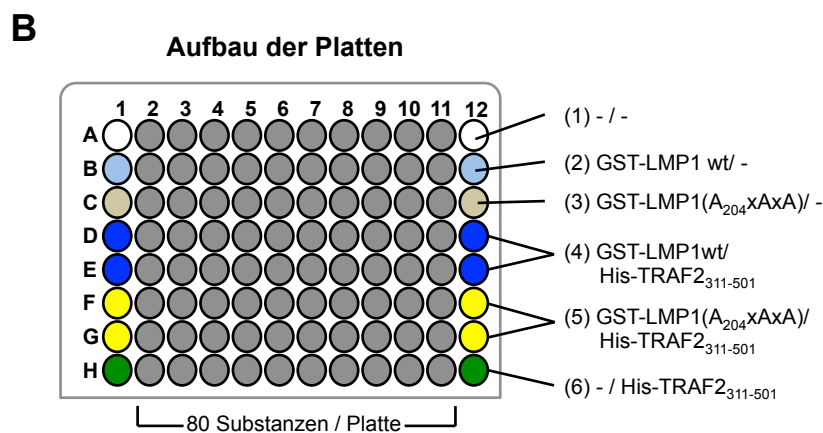 B
Aufbau der Platten
1 2 3 4 5 6 7 8 9 10 11 12
A
B
C
D
E
F
G
H
(1) - / -
(2) GST-LMP1 wt/ -
(3) GST-LMP1(A204xAxA)/ -
(4) GST-LMP1wt/
His-TRAF2311-501
(5) GST-LMP1(A204xAxA)/
His-TRAF2311-501
(6) - / His-TRAF2311-501
80 Substanzen / Platte